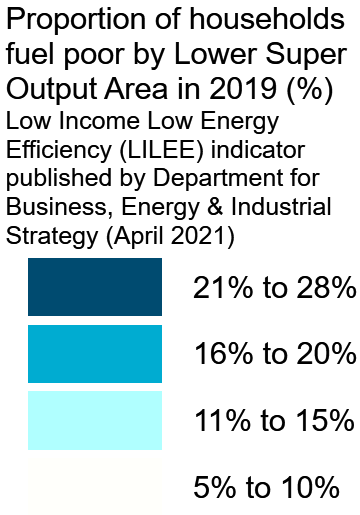 Proportion of households
fuel poor by Lower Super
Output Area in 2019 (%)
Low Income Low Energy
Efficiency (LILEE) indicator
published by Department for
Business, Energy & Industrial
Strategy (April 2021)
21% to 28%
16% to 20%
11% to 15%
5% to 10%